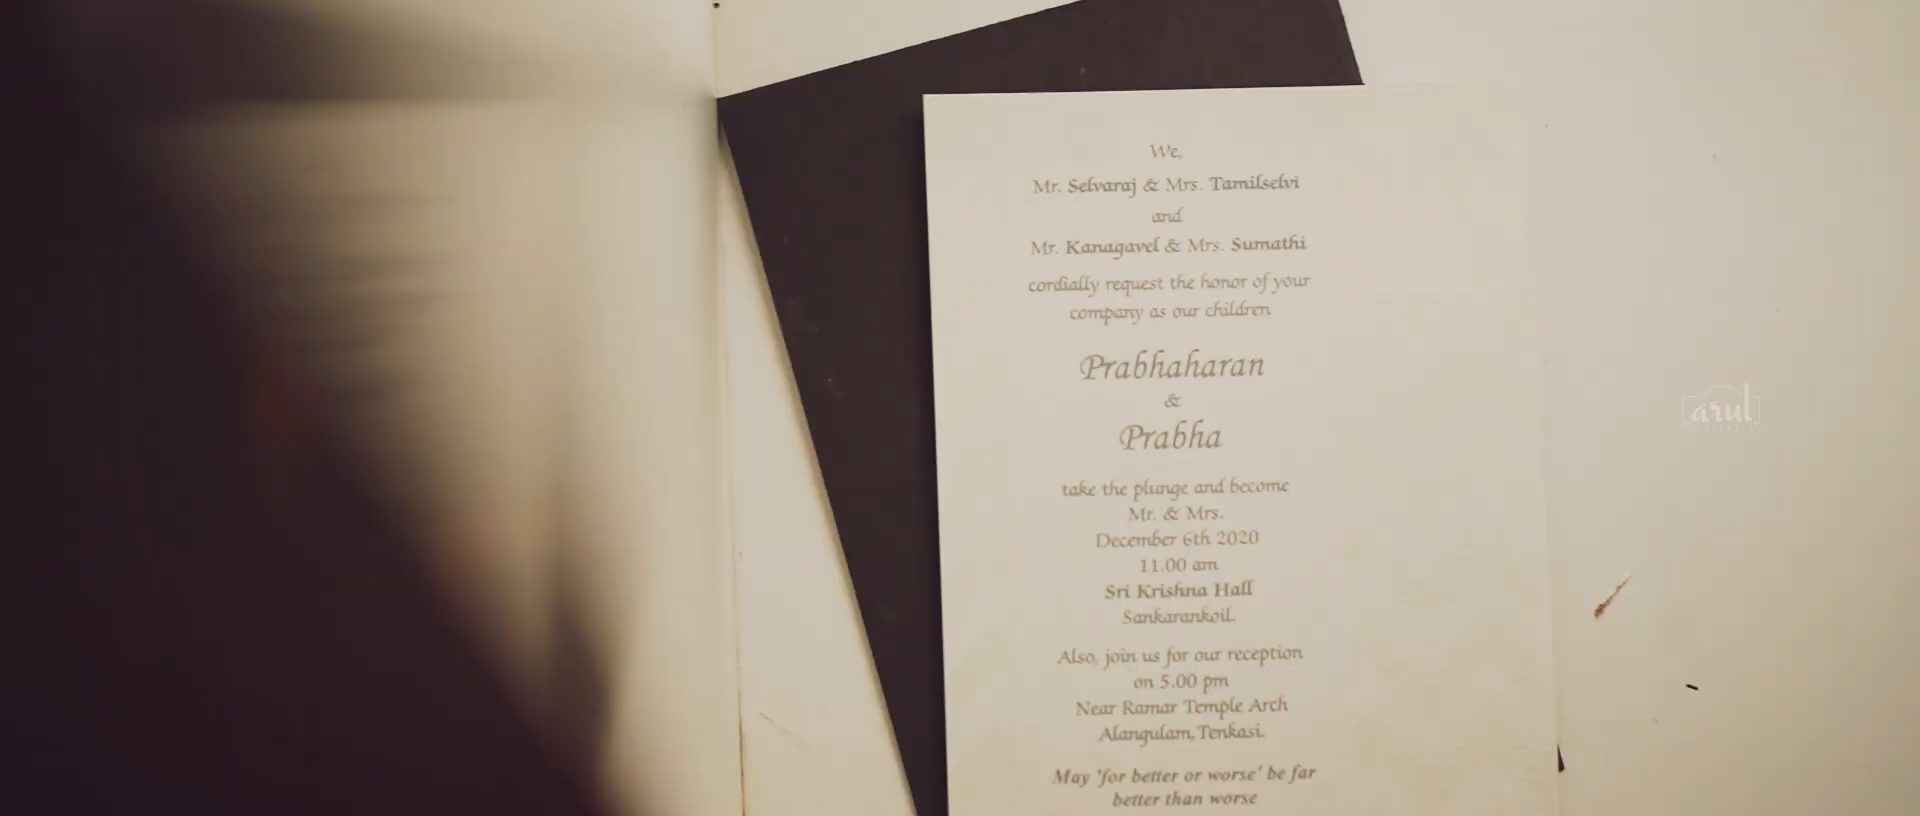 We,
Mr. Selvaraj & Mrs. Tamilselvi
and
Mr. Kanagavel & Mrs. Sumathi
cordially request the honor of your
company as our children
Prabhaharan
&
Prabha
take the plunge and become
Mr. & Mrs.
December 6th 2020
11.00 am
Sri Krishna Hall
Sankarankoil.
Also, join us for our reception
on 5.00 pm
Near Ramar Temple Arch
Alangulam, Tenkasi.
May 'for better or worse' be far
better than worse
arul